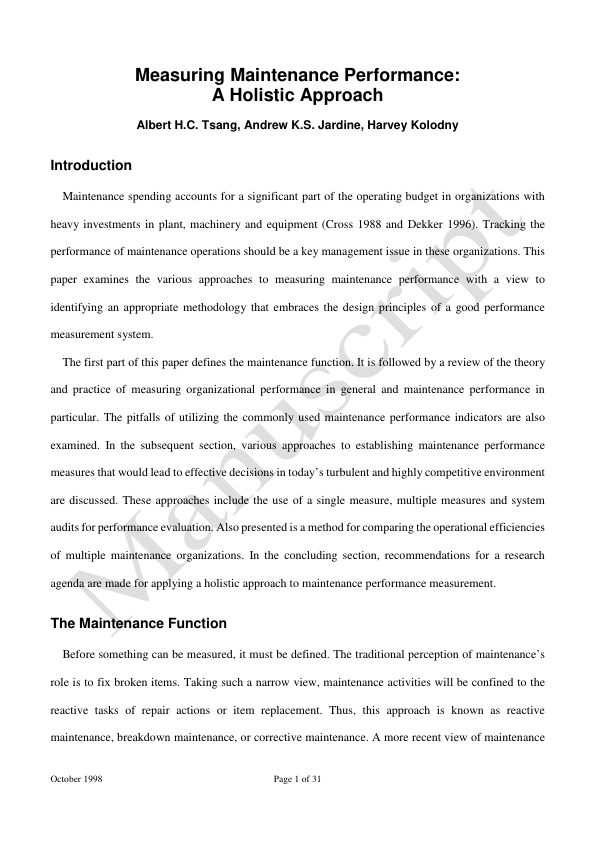 Measuring Maintenance Performance:
A Holistic Approach
Albert H.C. Tsang, Andrew K.S. Jardine, Harvey Kolodny
Introduction
Maintenance spending accounts for a significant part of the operating budget in organizations with
heavy investments in plant, machinery and equipment (Cross 1988 and Dekker 1996). Tracking the
performance of maintenance operations should be a key management issue in these organizations. This
paper examines the various approaches to measuring maintenance performance with a view to
identifying an appropriate methodology that embraces the design principles of a good performance
measurement system.
The first part of this paper defines the maintenance function. It is followed by a review of the theory
and practice of measuring organizational performance in general and maintenance performance in
particular. The pitfalls of utilizing the commonly used maintenance performance indicators are also
examined. In the subsequent section, various approaches to establishing maintenance performance
measures that would lead to effective decisions in today’s turbulent and highly competitive environment
are discussed. These approaches include the use of a single measure, multiple measures and system
audits for performance evaluation. Also presented is a method for comparing the operational efficiencies
of multiple maintenance organizations. In the concluding section, recommendations for a research
agenda are made for applying a holistic approach to maintenance performance measurement.
The Maintenance Function
Before something can be measured, it must be defined. The traditional perception of maintenance’s
role is to fix broken items. Taking such a narrow view, maintenance activities will be confined to the
reactive tasks of repair actions or item replacement. Thus, this approach is known as reactive
maintenance, breakdown maintenance, or corrective maintenance. A more recent view of maintenance
October 1998 Page 1 of 31
Manuscript